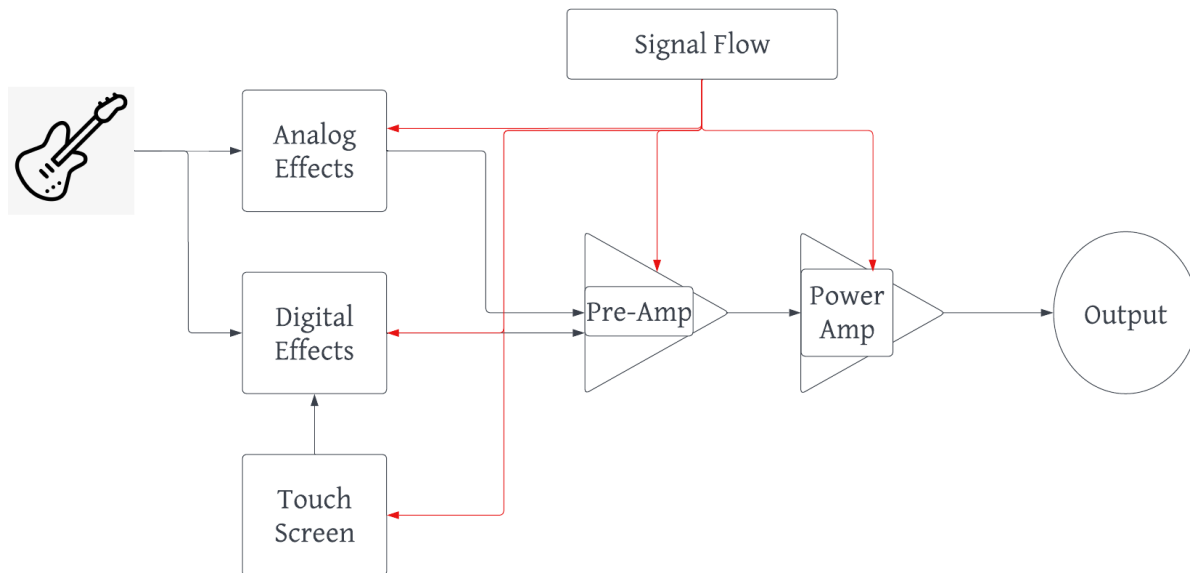 Signal Flow
Analog
Effects
Digital
Effects
Pre-Amp
Power
Amp
Output
Touch
Screen